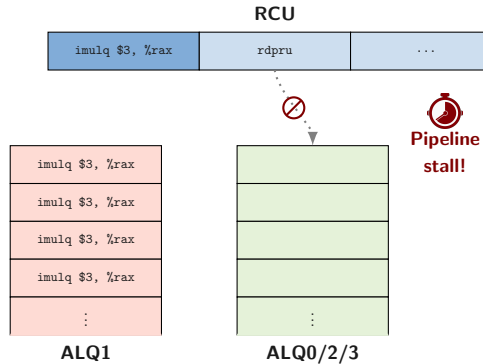 RCU
imulq $3, %rax
rdpru
...
Pipeline
stall!
imulq $3, %rax
imulq $3, %rax
imulq $3, %rax
imulq $3, %rax
⋮
⋮
ALQ1
ALQ0/2/3